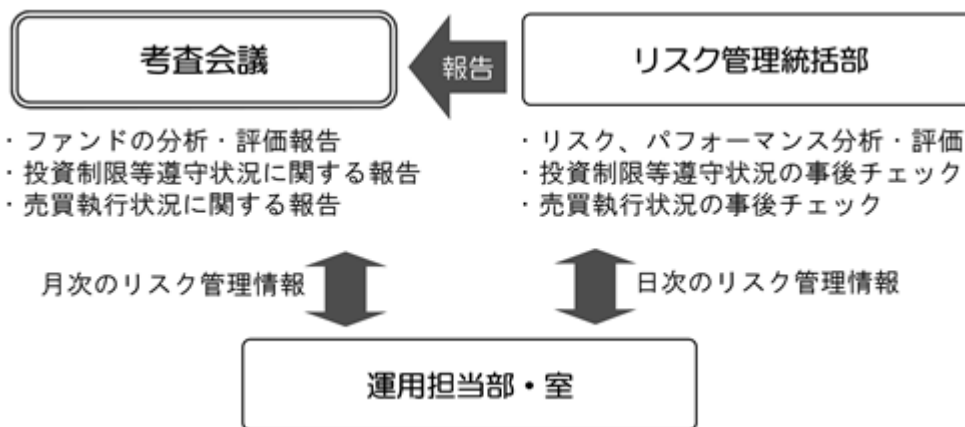 考査会議
報告
リスク管理統括部
・ファンドの分析・評価報告
・投資制限等遵守状況に関する報告
・売買執行状況に関する報告
・リスク、パフォーマンス分析・評価
・投資制限等遵守状況の事後チェック
・売買執行状況の事後チェック
月次のリスク管理情報
日次のリスク管理情報
運用担当部・室